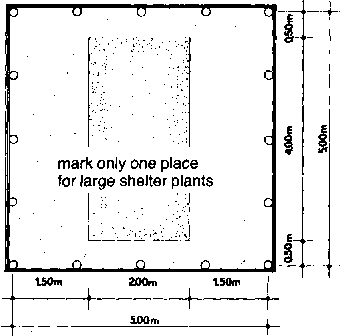 0.50m
4.00m
5.00m
mark only one place
for large shelter plants
0.50m
1.50m
2.00m
1.50m
5.00m